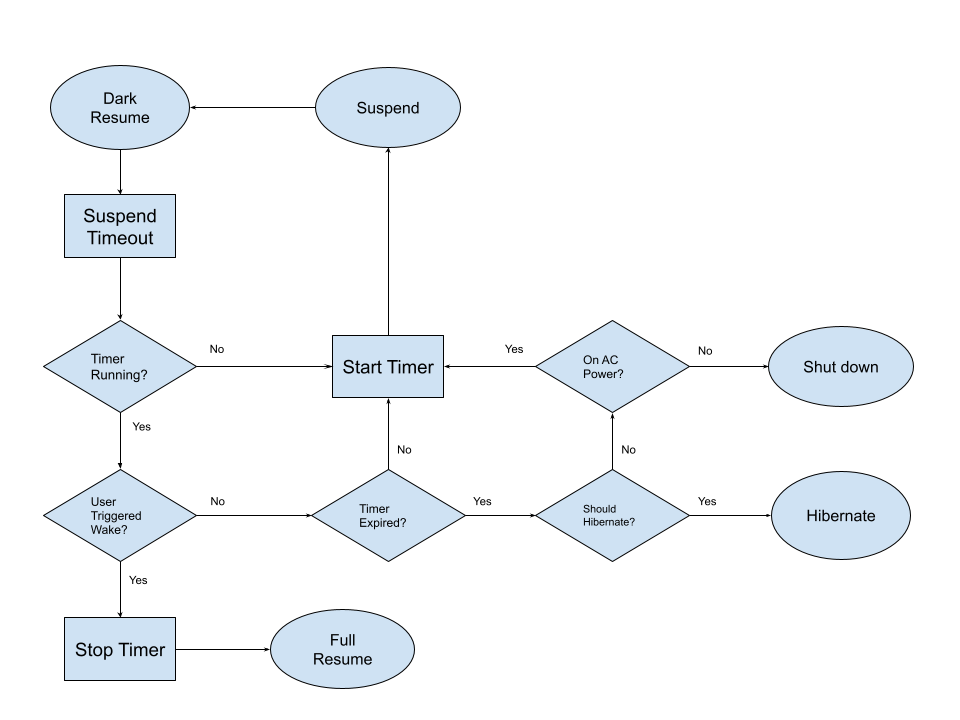 Dark
Resume
Suspend
Suspend
Timeout
Timer
Running?
No
Start Timer
Yes
On AC
Power?
No
Shut down
Yes
No
No
User
Triggered
Wake?
No
Timer
Expired?
Yes
Should
Hibernate?
Yes
Hibernate
Yes
Stop Timer
Full
Resume